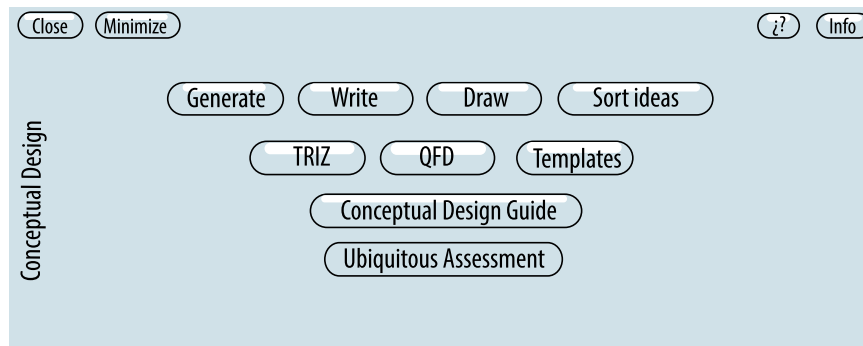 Close Minimize ¿? Info
Generate Write Draw Sort ideas
TRIZ QFD Templates
Conceptual Design Guide
Ubiquitous Assessment
Conceptual Design